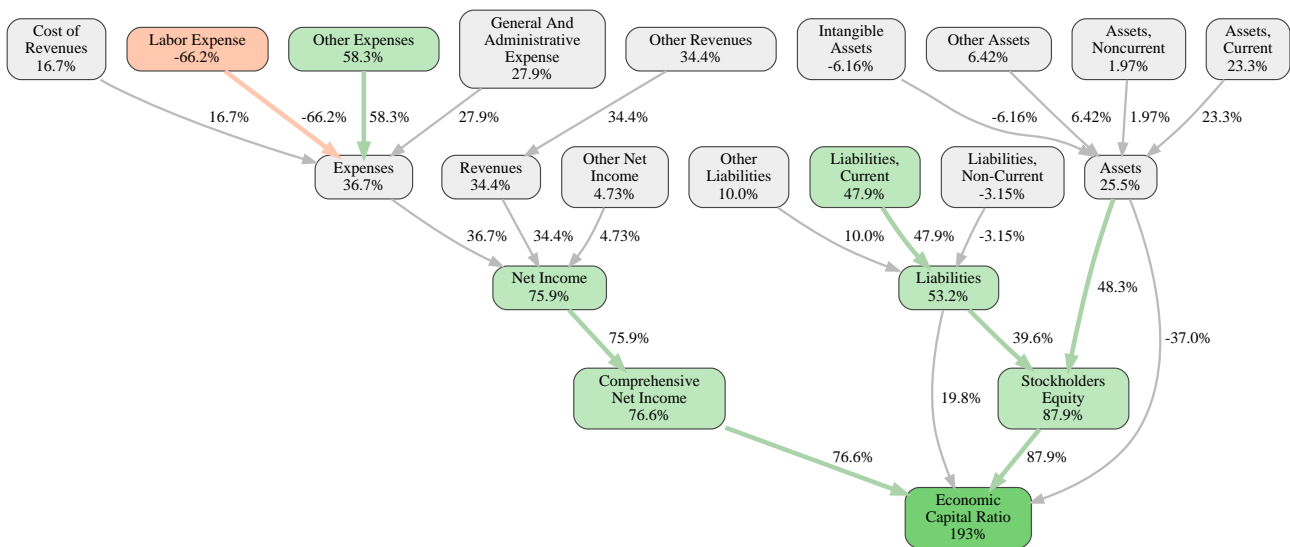 Cost of
Revenues
16.7%
Labor Expense
-66.2%
Other Expenses
58.3%
General And
Administrative
Expense
27.9%
Other Revenues
34.4%
Intangible
Assets
-6.16%
Other Assets
6.42%
Assets,
Noncurrent
1.97%
Assets,
Current
23.3%
16.7%
-66.2%
58.3%
27.9%
34.4%
-6.16%
6.42%
1.97%
23.3%
Expenses
36.7%
Revenues
34.4%
Other Net
Income
4.73%
Other
Liabilities
10.0%
Liabilities,
Current
47.9%
Liabilities,
Non-Current
-3.15%
Assets
25.5%
36.7%
34.4%
4.73%
10.0%
47.9%
-3.15%
Net Income
75.9%
Liabilities
53.2%
48.3%
75.9%
39.6%
-37.0%
Comprehensive
Net Income
76.6%
19.8%
Stockholders
Equity
87.9%
76.6%
87.9%
Economic
Capital Ratio
193%